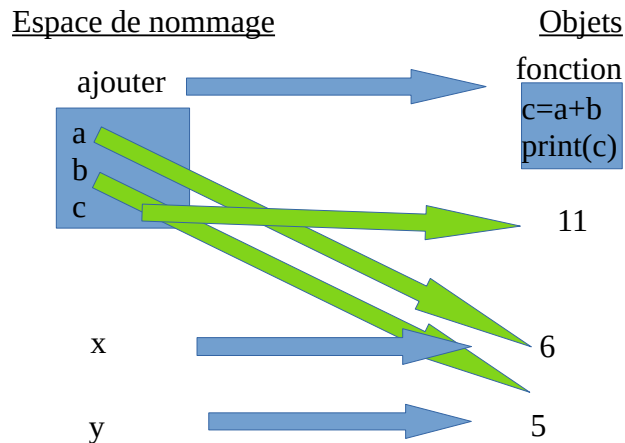 Espace de nommage
Objets
ajouter
fonction
c=a+b
print(c)
a
b
c
11
x
6
y
5